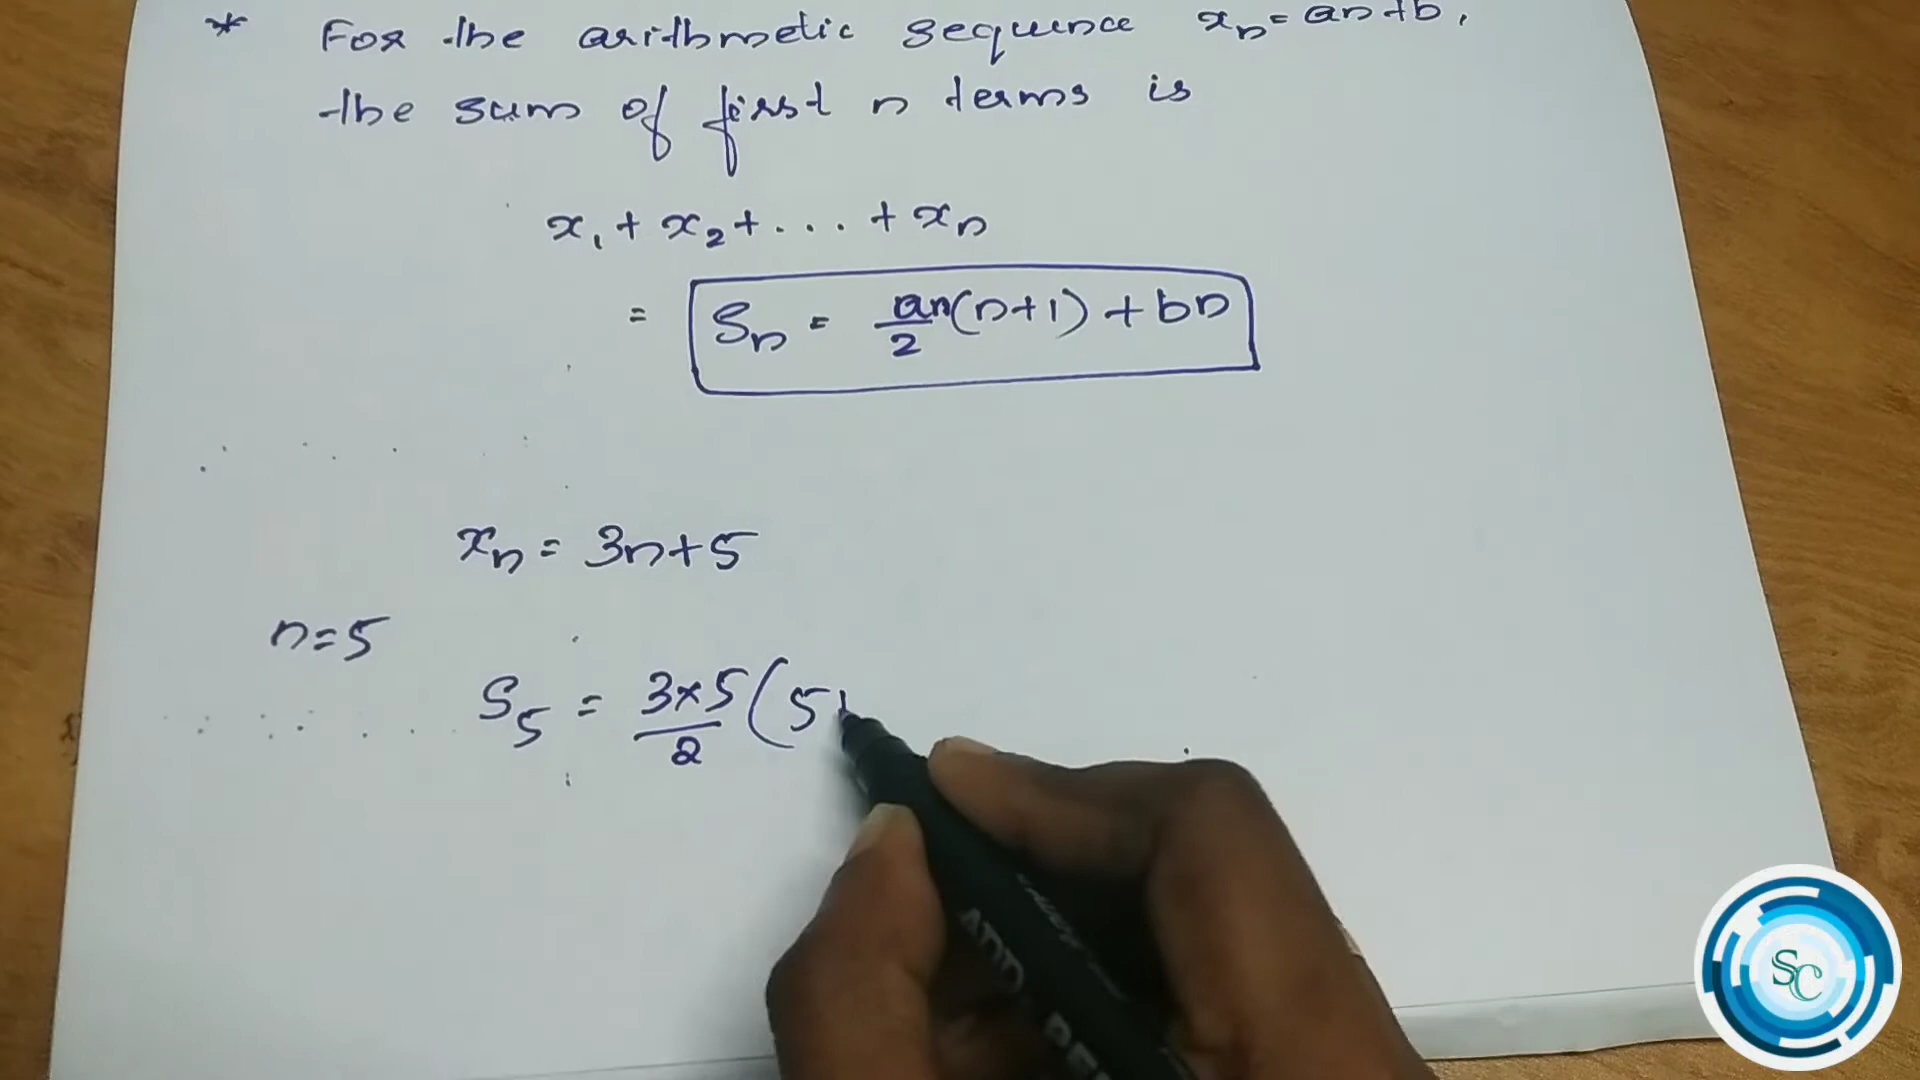 * For the arithmetic sequence xₙ = an+b,
the sum of first n terms is
x₁ + x₂ + ... + xₙ
= Sₙ = an/2 (n+1) + bn
xₙ = 3n+5
n=5
S₅ = 3×5/2 (5
SC